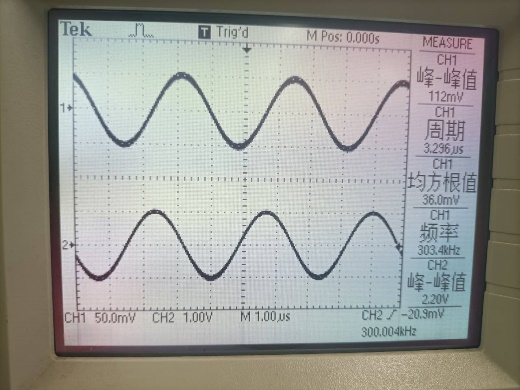 Tek T Trig'd M Pos: 0.000s MEASURE
CH1
峰-峰值
112mV
CH1
周期
3.296µs
CH1
均方根值
36.0mV
CH1
频率
303.4kHz
CH2
峰-峰值
2.20V
1
2
CH1 50.0mV CH2 1.00V M 1.00µs CH2 -20.9mV
300.004kHz